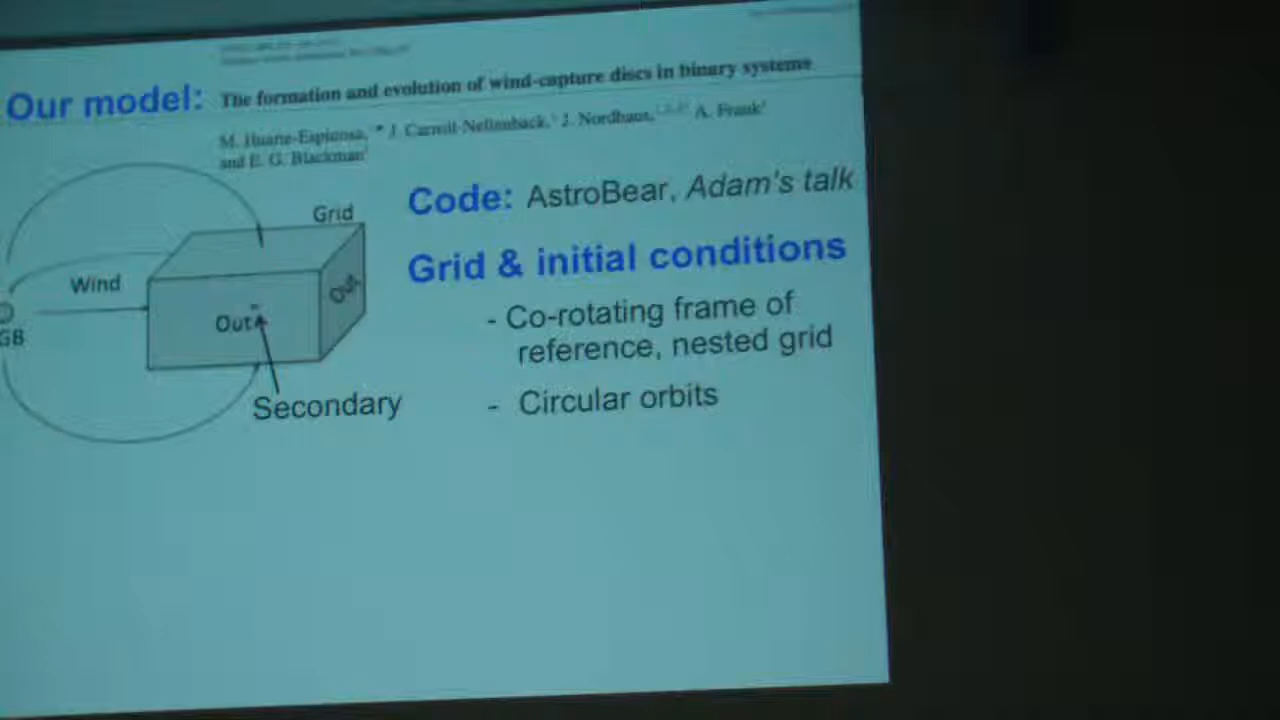 Our model:
The formation and evolution of wind-capture discs in binary systems
M. Huarte-Espinosa, * J. Carroll-Nellenback, J. Nordhaus, A. Frank
and E. G. Blackman
Code: AstroBear, Adam's talk
Grid
Grid & initial conditions
Wind
Out
Out
GB
- Co-rotating frame of
reference, nested grid
Secondary
- Circular orbits